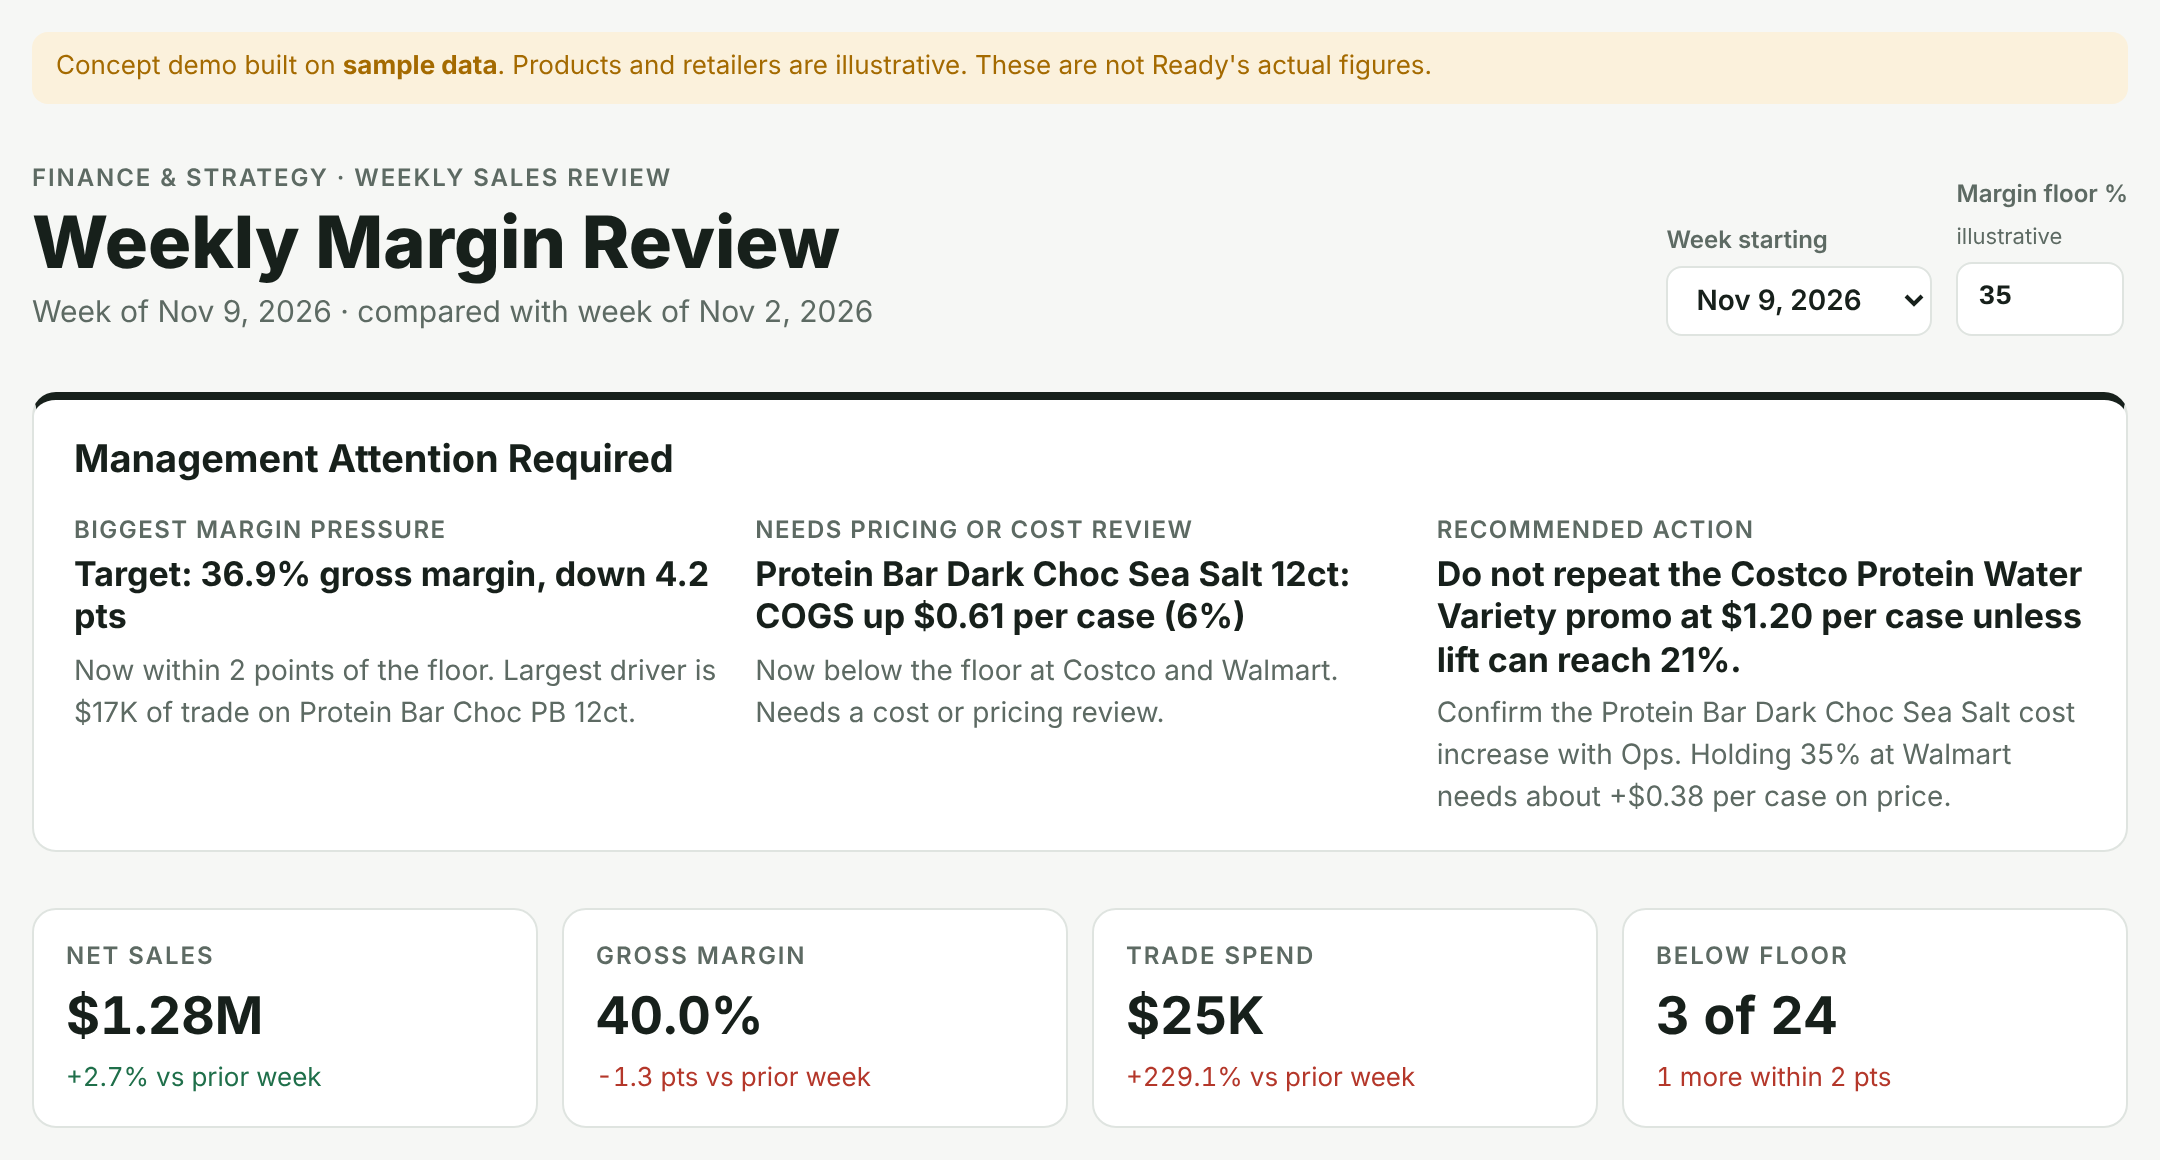 Concept demo built on sample data. Products and retailers are illustrative. These are not Ready's actual figures.
FINANCE & STRATEGY · WEEKLY SALES REVIEW
Weekly Margin Review
Week of Nov 9, 2026 · compared with week of Nov 2, 2026
Week starting
Nov 9, 2026
Margin floor %
illustrative
35
Management Attention Required
BIGGEST MARGIN PRESSURE
Target: 36.9% gross margin, down 4.2
pts
Now within 2 points of the floor. Largest driver is
$17K of trade on Protein Bar Choc PB 12ct.
NEEDS PRICING OR COST REVIEW
Protein Bar Dark Choc Sea Salt 12ct:
COGS up $0.61 per case (6%)
Now below the floor at Costco and Walmart.
Needs a cost or pricing review.
RECOMMENDED ACTION
Do not repeat the Costco Protein Water
Variety promo at $1.20 per case unless
lift can reach 21%.
Confirm the Protein Bar Dark Choc Sea Salt cost
increase with Ops. Holding 35% at Walmart
needs about +$0.38 per case on price.
NET SALES
$1.28M
+2.7% vs prior week
GROSS MARGIN
40.0%
-1.3 pts vs prior week
TRADE SPEND
$25K
+229.1% vs prior week
BELOW FLOOR
3 of 24
1 more within 2 pts